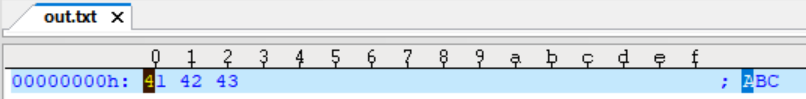 out.txt ×
0 1 2 3 4 5 6 7 8 9 a b c d e f
00000000h: 41 42 43 ; ABC